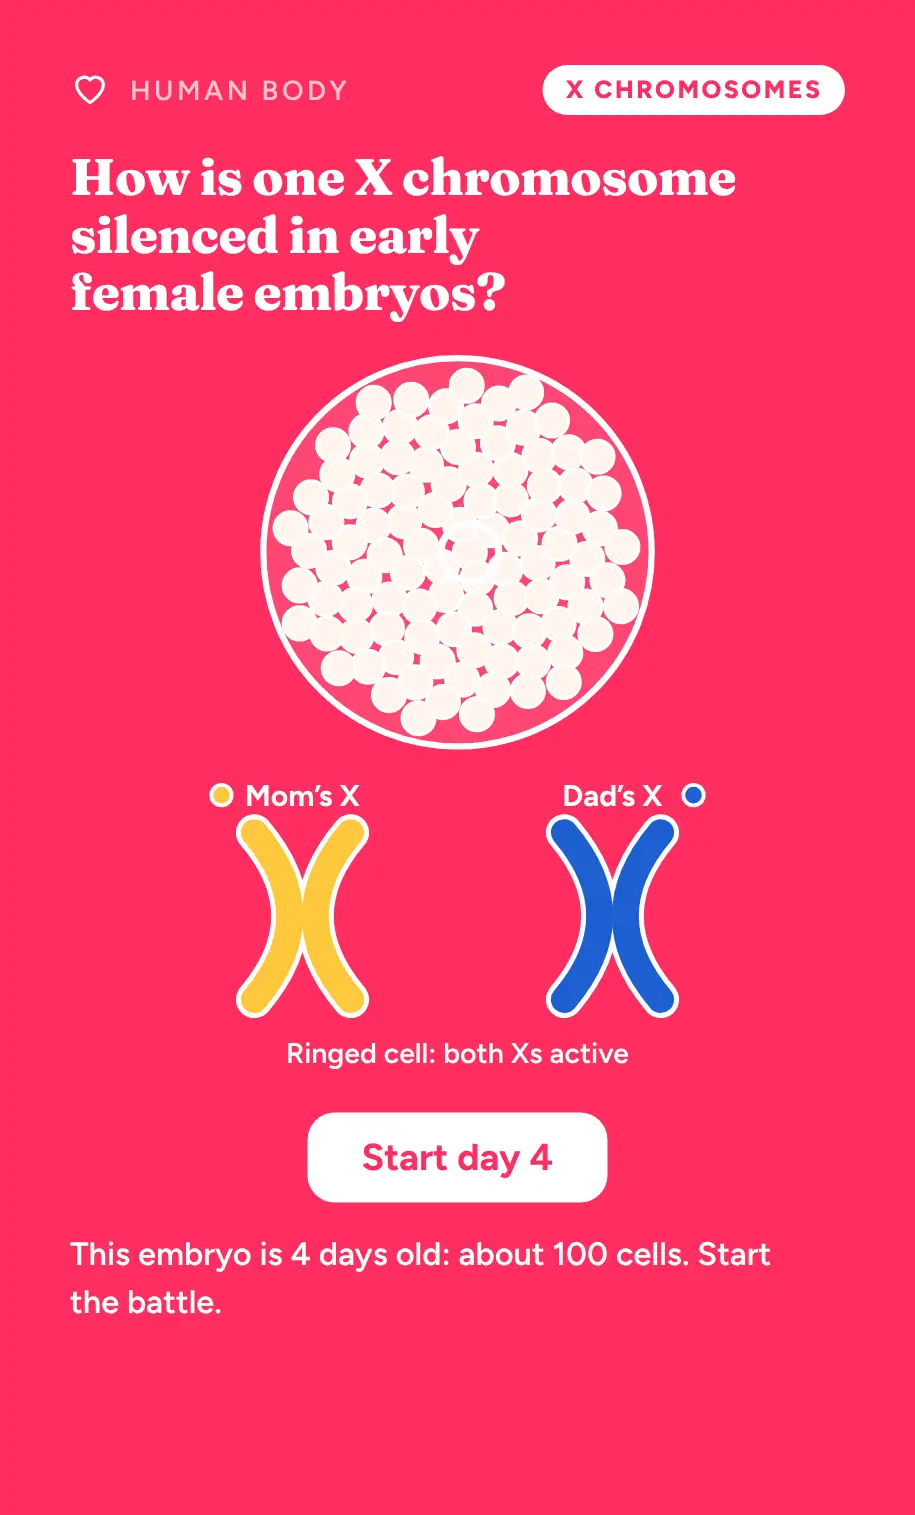 HUMAN BODY
X CHROMOSOMES
How is one X chromosome
silenced in early
female embryos?
Mom’s X
Dad’s X
Ringed cell: both Xs active
Start day 4
This embryo is 4 days old: about 100 cells. Start
the battle.